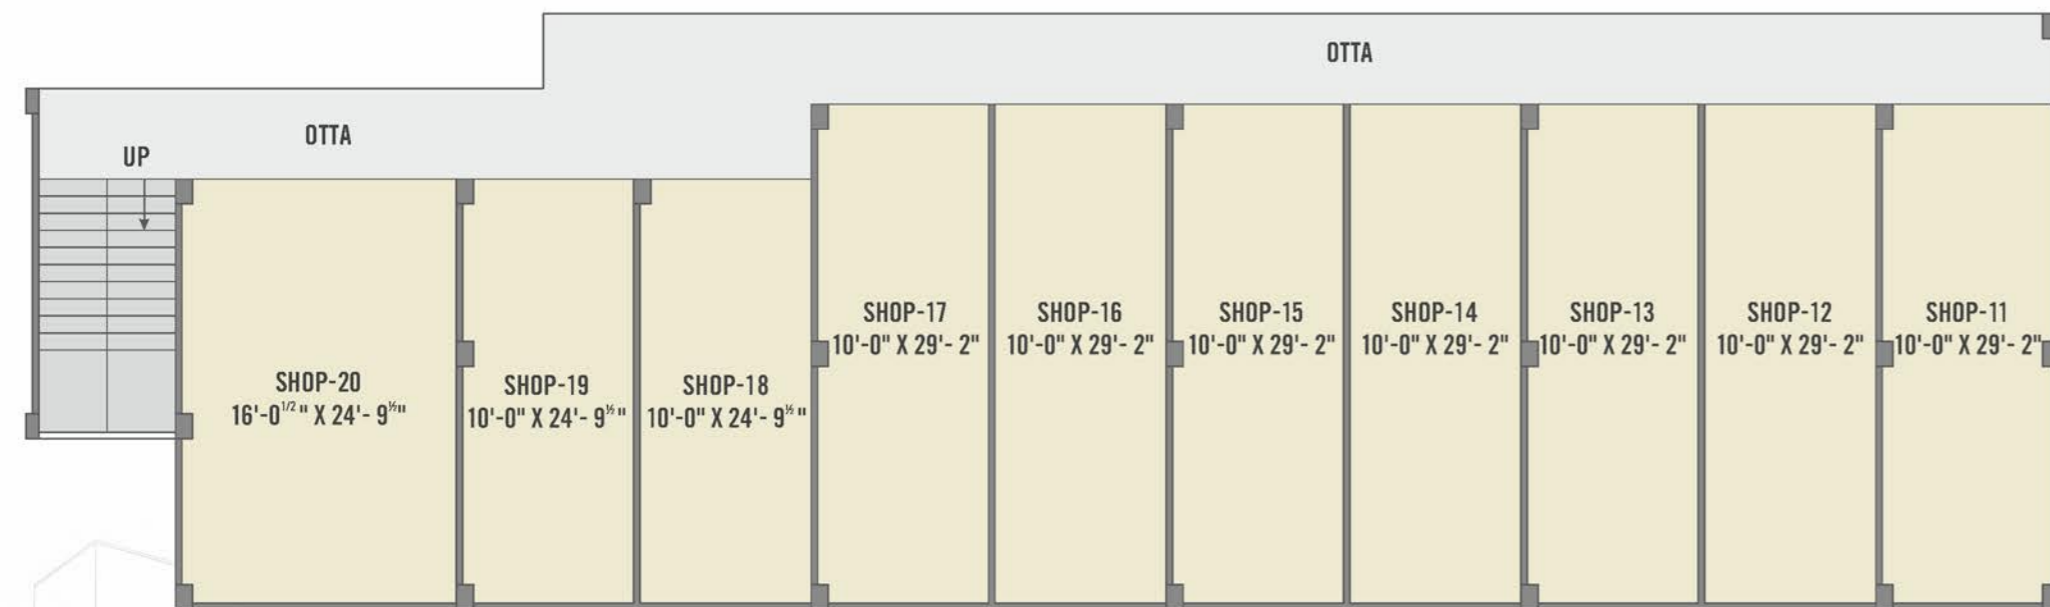 OTTA
OTTA
UP
SHOP-17
10'-0" X 29'- 2"
SHOP-16
10'-0" X 29'- 2"
SHOP-15
10'-0" X 29'- 2"
SHOP-14
10'-0" X 29'- 2"
SHOP-13
10'-0" X 29'- 2"
SHOP-12
10'-0" X 29'- 2"
SHOP-11
10'-0" X 29'- 2"
SHOP-20
16'-0 1/2" X 24'- 9½"
SHOP-19
10'-0" X 24'- 9½"
SHOP-18
10'-0" X 24'- 9½"